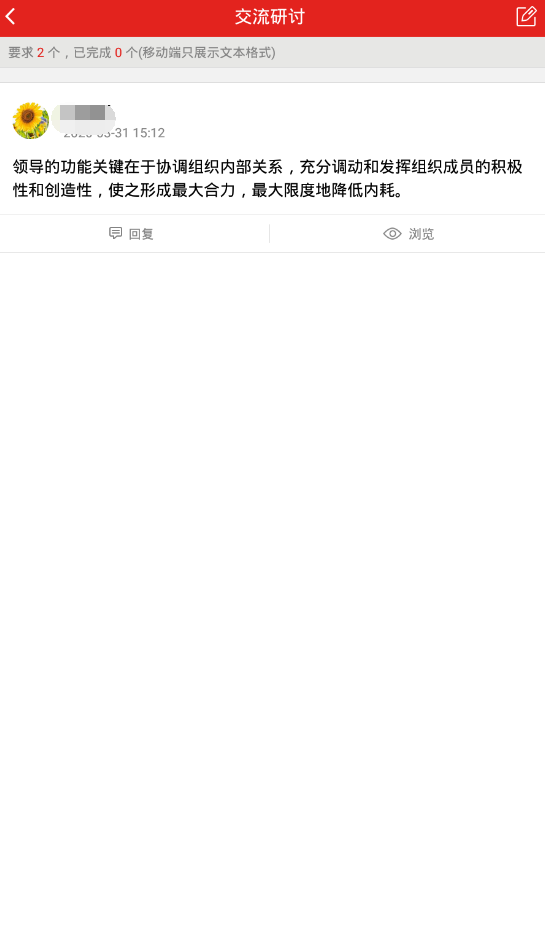 交流研讨
要求 2 个，已完成 0 个(移动端只展示文本格式)
-31 15:12
领导的功能关键在于协调组织内部关系，充分调动和发挥组织成员的积极
性和创造性，使之形成最大合力，最大限度地降低内耗。
回复
浏览